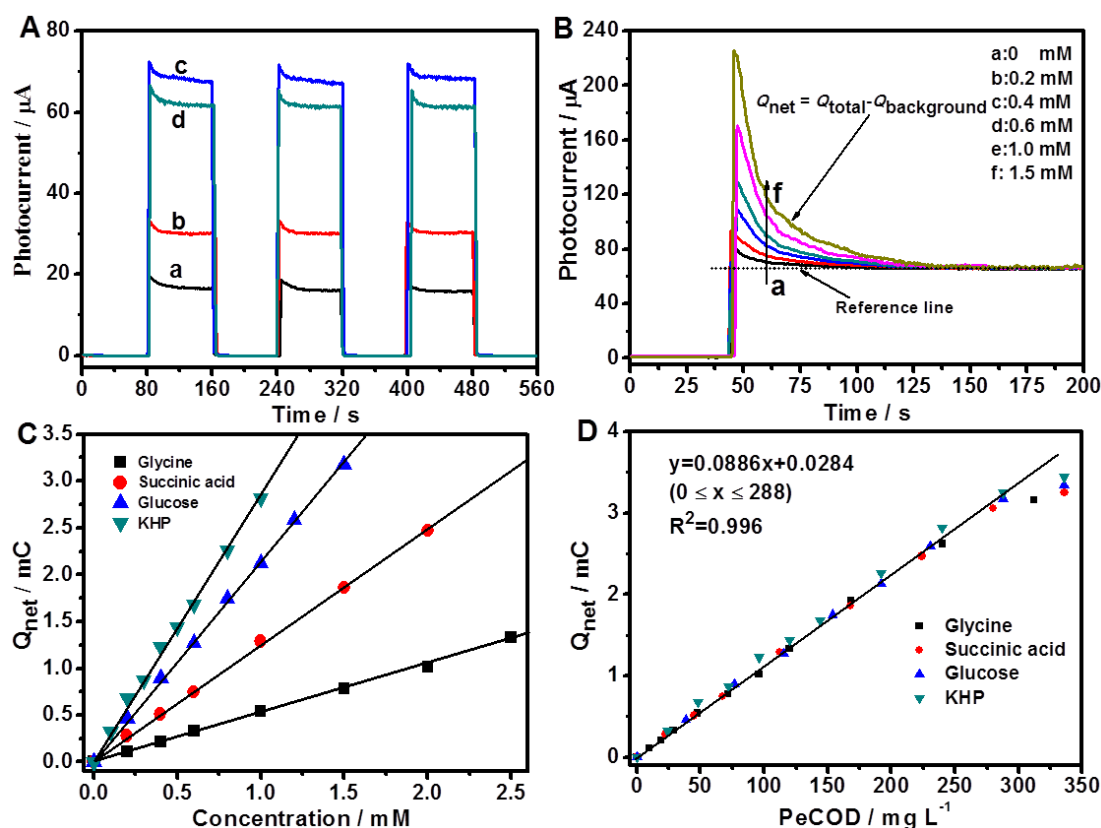 A
80
60
40
20
0
Photocurrent / μA
c
d
b
a
0 80 160 240 320 400 480 560
Time / s
B
240
200
160
120
80
40
0
Photocurrent / μA
a:0 mM
b:0.2 mM
c:0.4 mM
d:0.6 mM
e:1.0 mM
f: 1.5 mM
Qnet = Qtotal-Qbackground
f
a
Reference line
0 25 50 75 100 125 150 175 200
Time / s
C
3.5
3.0
2.5
2.0
1.5
1.0
0.5
0.0
Qnet / mC
Glycine
Succinic acid
Glucose
KHP
0.0 0.5 1.0 1.5 2.0 2.5
Concentration / mM
D
4
3
2
1
0
Qnet / mC
y=0.0886x+0.0284
(0 ≤ x ≤ 288)
R²=0.996
Glycine
Succinic acid
Glucose
KHP
0 50 100 150 200 250 300 350
PeCOD / mg L⁻¹